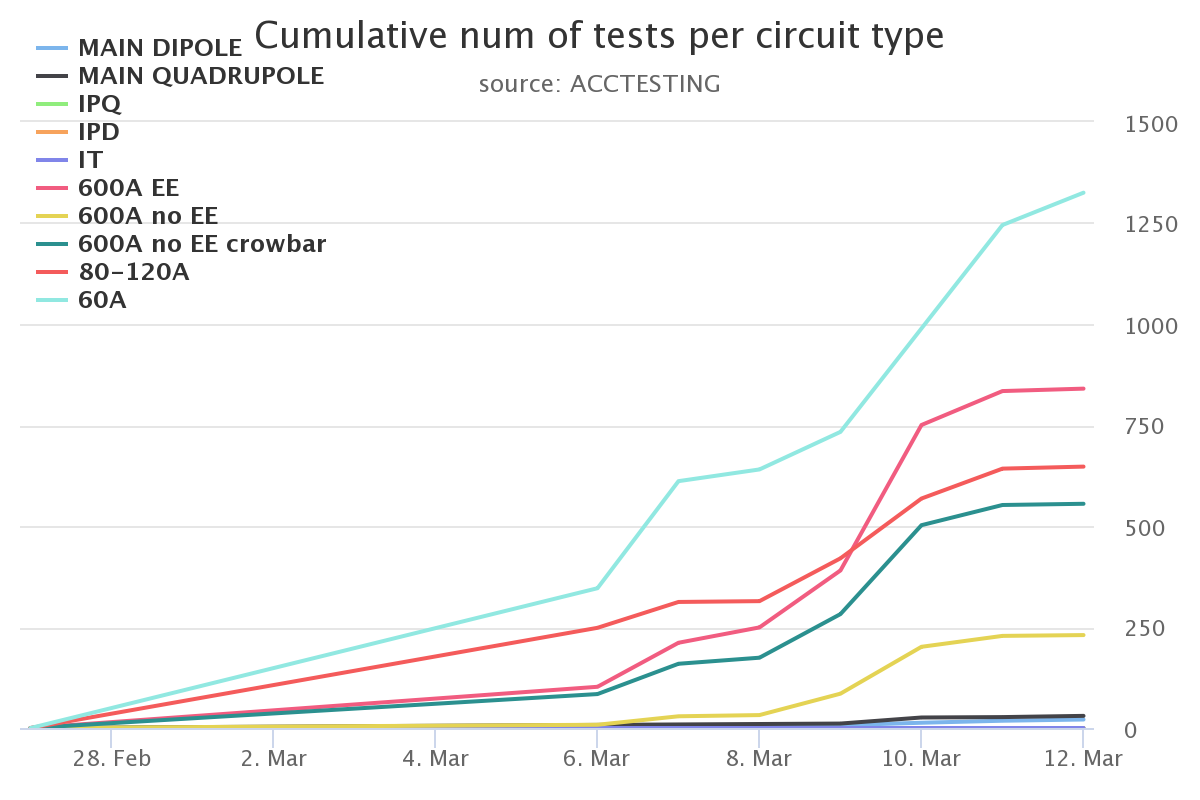 Cumulative num of tests per circuit type
source: ACCTESTING
MAIN DIPOLE
MAIN QUADRUPOLE
IPQ
IPD
IT
600A EE
600A no EE
600A no EE crowbar
80-120A
60A
1500
1250
1000
750
500
250
0
28. Feb 2. Mar 4. Mar 6. Mar 8. Mar 10. Mar 12. Mar